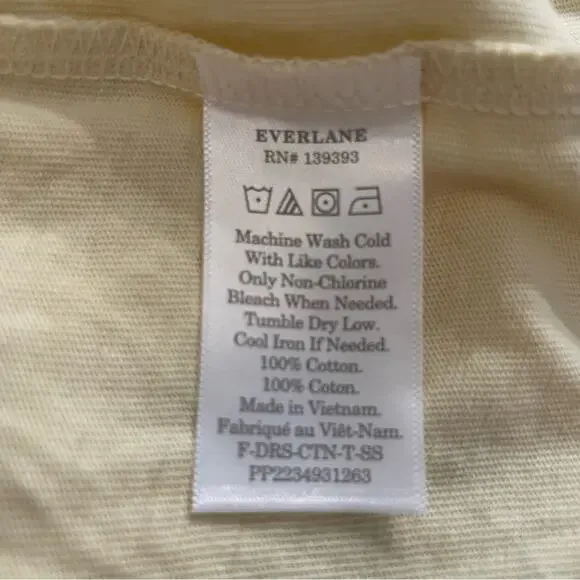 EVERLANE
RN# 139393
Machine Wash Cold
With Like Colors.
Only Non-Chlorine
Bleach When Needed.
Tumble Dry Low.
Cool Iron If Needed.
100% Cotton.
100% Coton.
Made in Vietnam.
Fabriqué au Viêt-Nam.
F-DRS-CTN-T-SS
PP2234931263